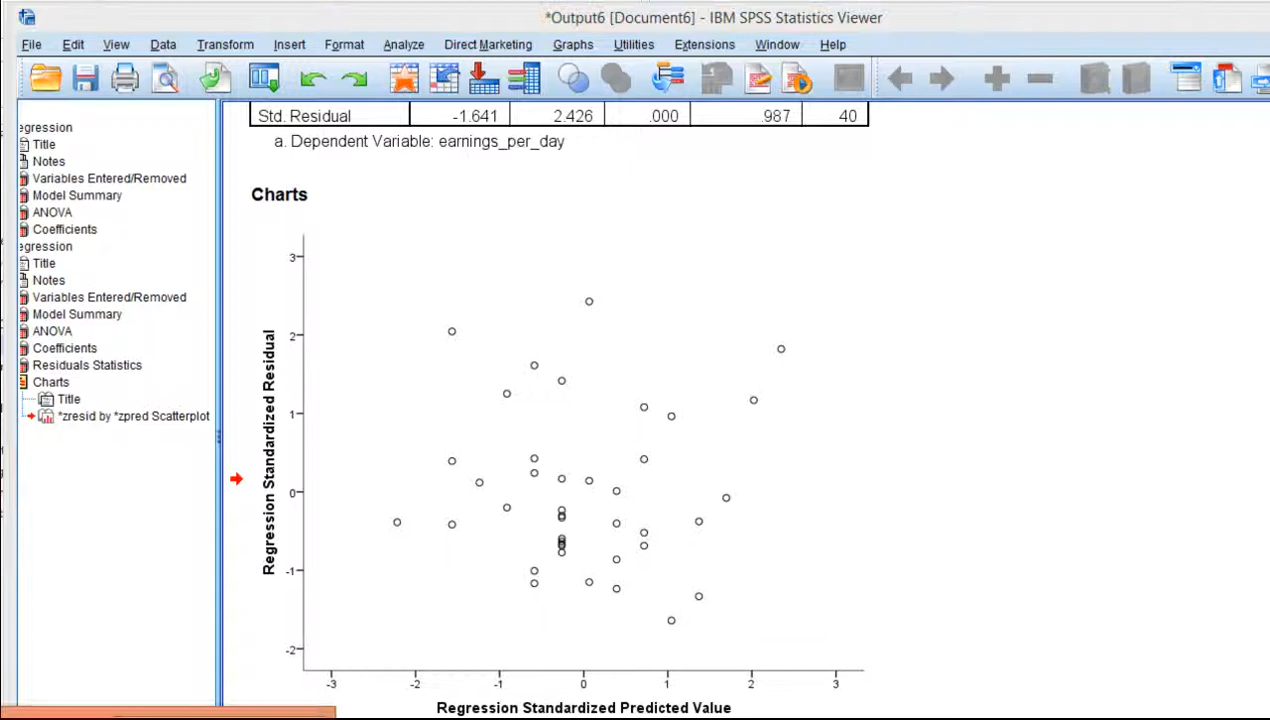 *Output6 [Document6] - IBM SPSS Statistics Viewer
File Edit View Data Transform Insert Format Analyze Direct Marketing Graphs Utilities Extensions Window Help
egression
Title
Notes
Variables Entered/Removed
Model Summary
ANOVA
Coefficients
egression
Title
Notes
Variables Entered/Removed
Model Summary
ANOVA
Coefficients
Residuals Statistics
Charts
Title
*zresid by *zpred Scatterplot
Std. Residual -1.641 2.426 .000 .987 40
a. Dependent Variable: earnings_per_day
Charts
Regression Standardized Residual
3
2
1
0
-1
-2
-3 -2 -1 0 1 2 3
Regression Standardized Predicted Value